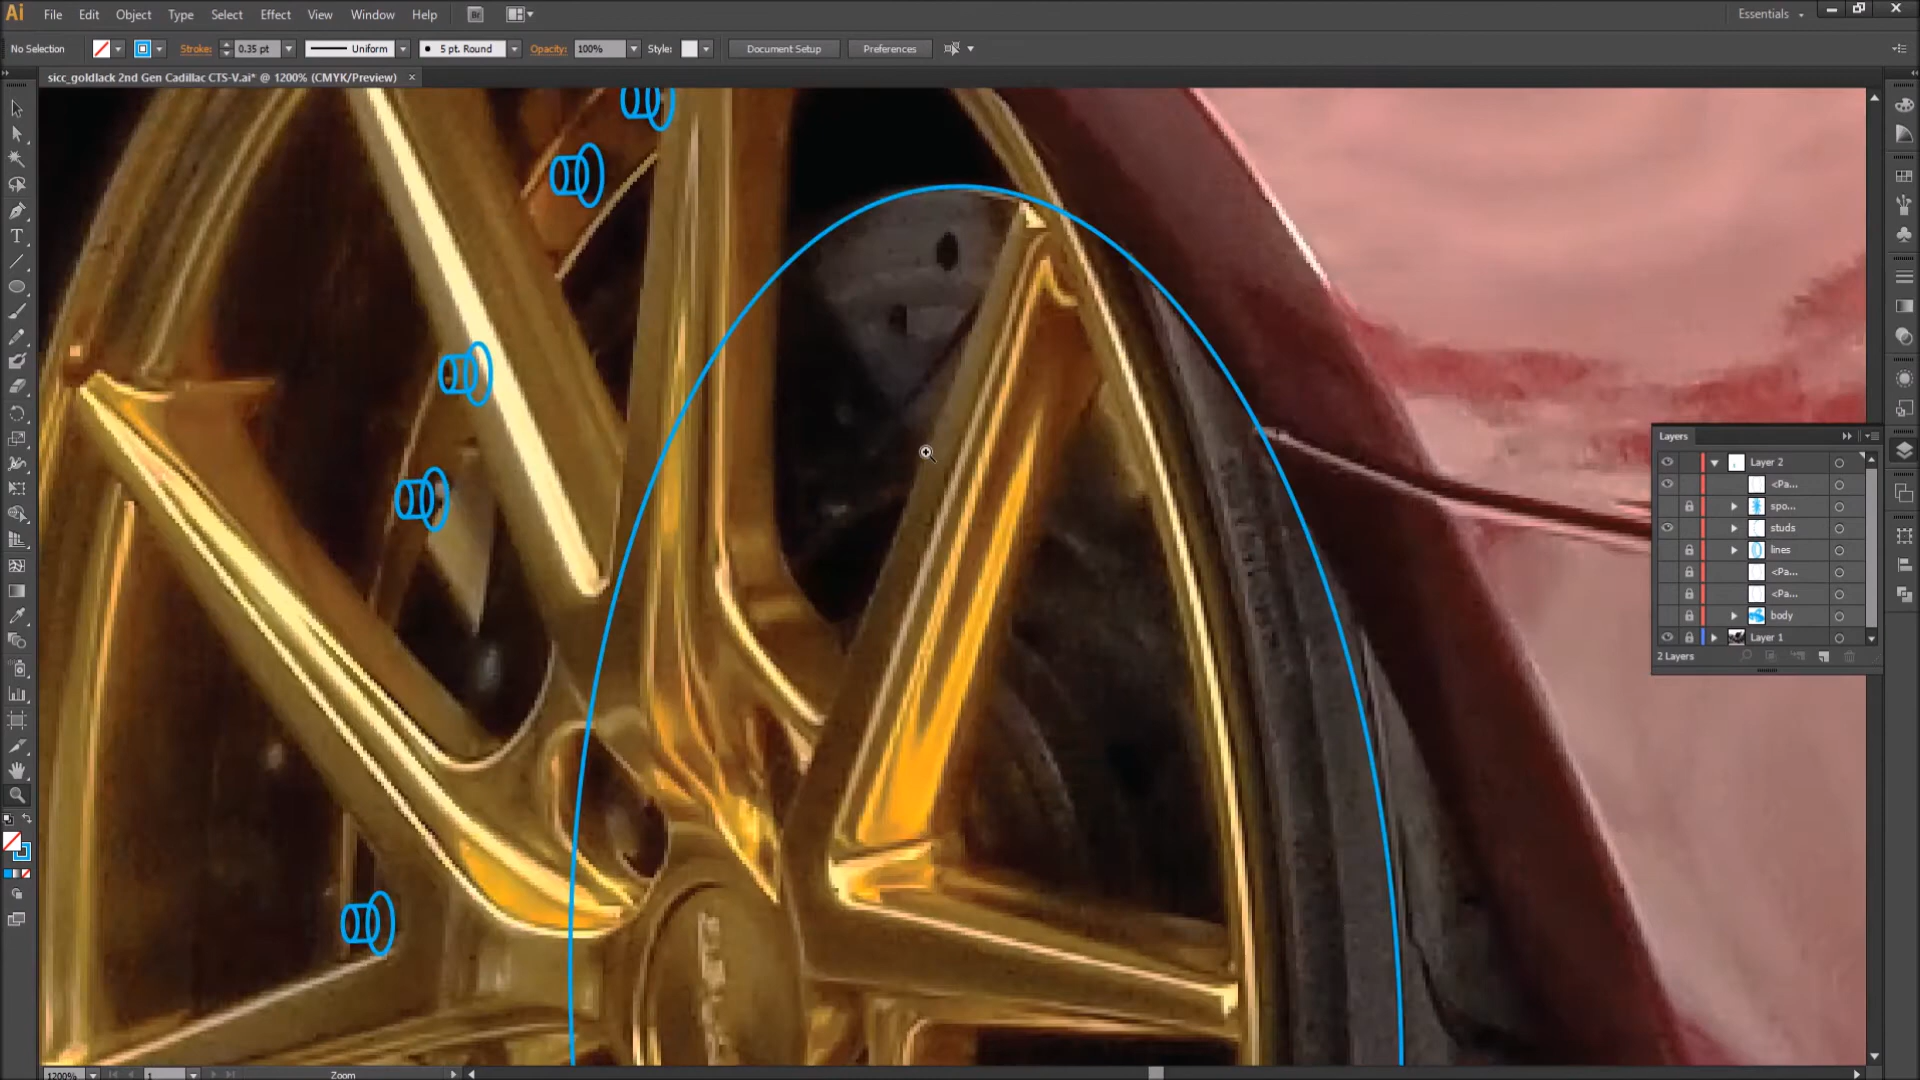 Ai File Edit Object Type Select Effect View Window Help Br Essentials
No Selection Stroke: 0.35 pt Uniform 5 pt. Round Opacity: 100% Style: Document Setup Preferences
sicc_goldlack 2nd Gen Cadillac CTS-V.ai* @ 1200% (CMYK/Preview) ×
Layers
Layer 2
<Pa...
spo...
studs
lines
<Pa...
<Pa...
body
Layer 1
2 Layers
1200% 1 Zoom